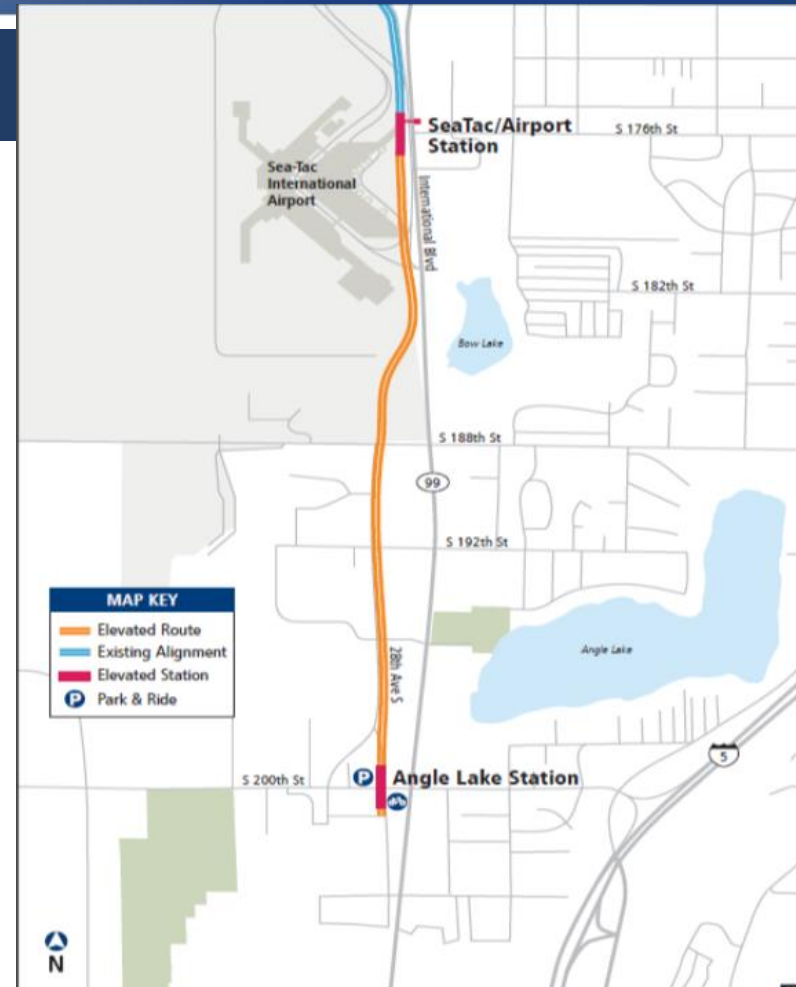 SeaTac/Airport
Station
S 176th St
Sea-Tac
International
Airport
International Blvd
S 182th St
Bow Lake
S 188th St
99
S 192th St
MAP KEY
Elevated Route
Existing Alignment
Elevated Station
P Park & Ride
28th Ave S
Angle Lake
5
S 200th St
P
Angle Lake Station
N